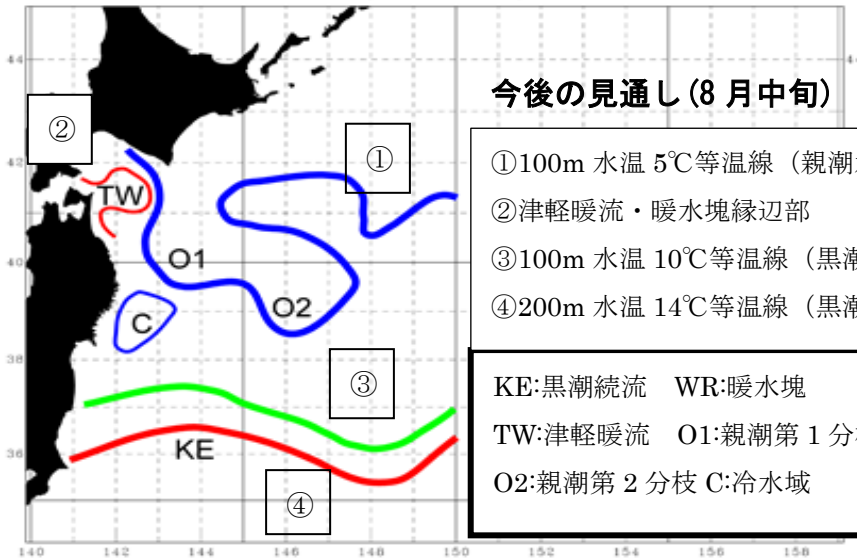 44
44
今後の見通し(8月中旬)
②
①
①100m 水温 5℃等温線（親潮
42
TW
②津軽暖流・暖水塊縁辺部
③100m 水温 10℃等温線（黒潮
④200m 水温 14℃等温線（黒潮
40
O1
O2
C
38
③
KE:黒潮続流 WR:暖水塊
TW:津軽暖流 O1:親潮第 1 分
O2:親潮第 2 分枝 C:冷水域
36
KE
④
140 142 144 146 148 150 152 154 156 158